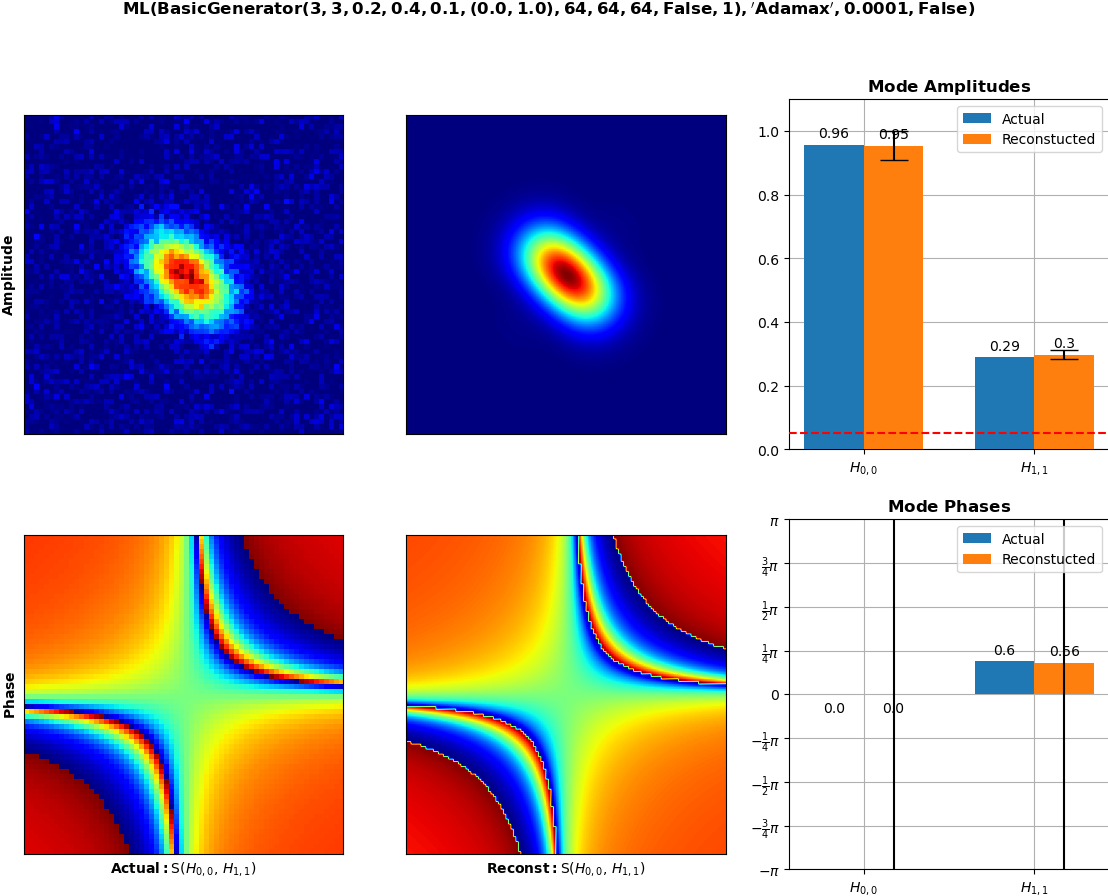 ML(BasicGenerator(3, 3, 0.2, 0.4, 0.1, (0.0, 1.0), 64, 64, 64, False, 1), 'Adamax', 0.0001, False)
Mode Amplitudes
Actual
Reconstucted
0.96
0.95
0.29
0.3
1.0
0.8
0.6
0.4
0.2
0.0
H0, 0
H1, 1
Amplitude
Mode Phases
Actual
Reconstucted
π
3/4π
1/2π
1/4π
0
−1/4π
−1/2π
−3/4π
−π
0.6
0.56
0.0
0.0
H0, 0
H1, 1
Phase
Actual: S(H0, 0, H1, 1)
Reconst: S(H0, 0, H1, 1)